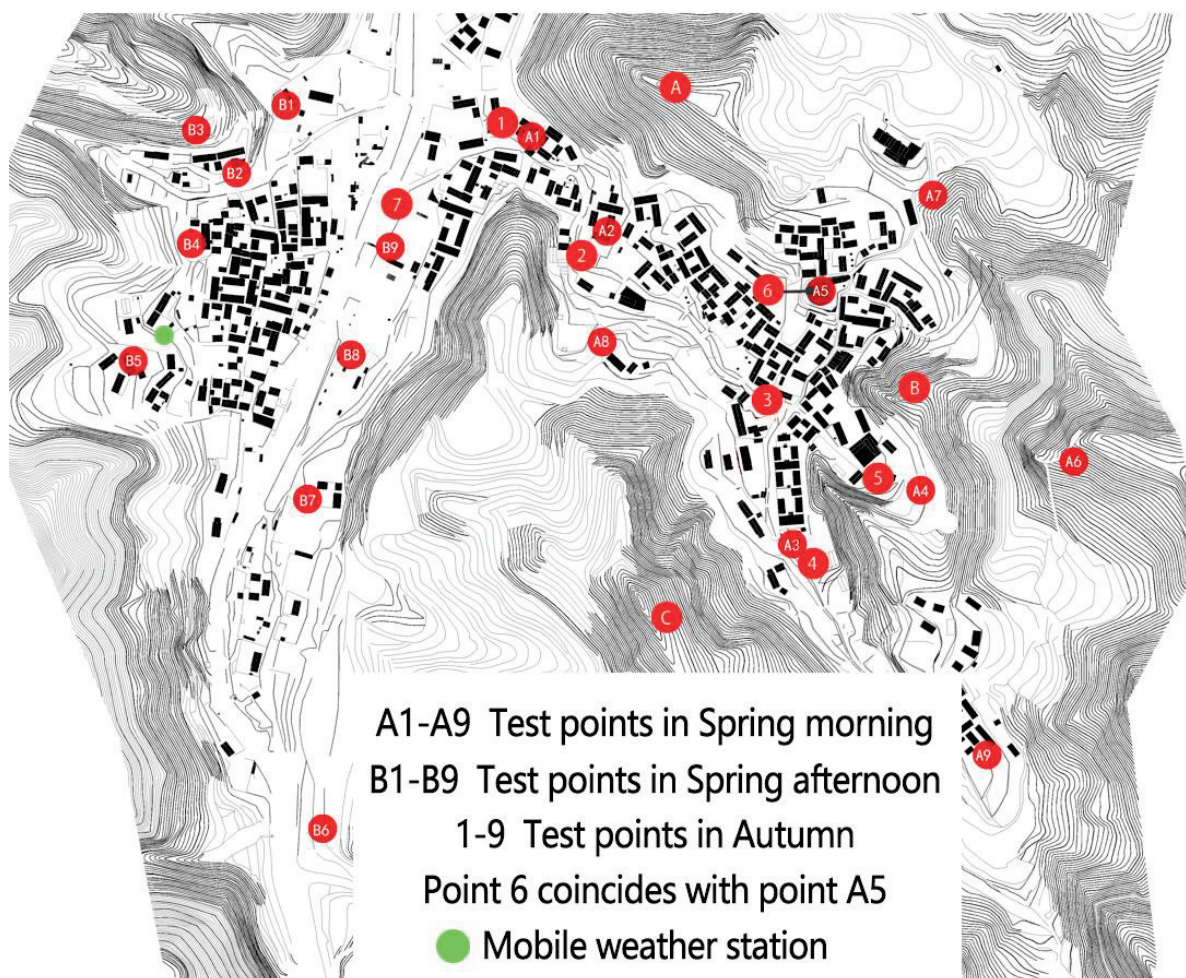 A
B1
1
B3
A1
B2
A7
7
A2
B4
B9
2
6
A5
B8
A8
B5
B
3
A6
5
A4
B7
A3
4
C
A1-A9 Test points in Spring morning
A9
B1-B9 Test points in Spring afternoon
B6
1-9 Test points in Autumn
Point 6 coincides with point A5
Mobile weather station